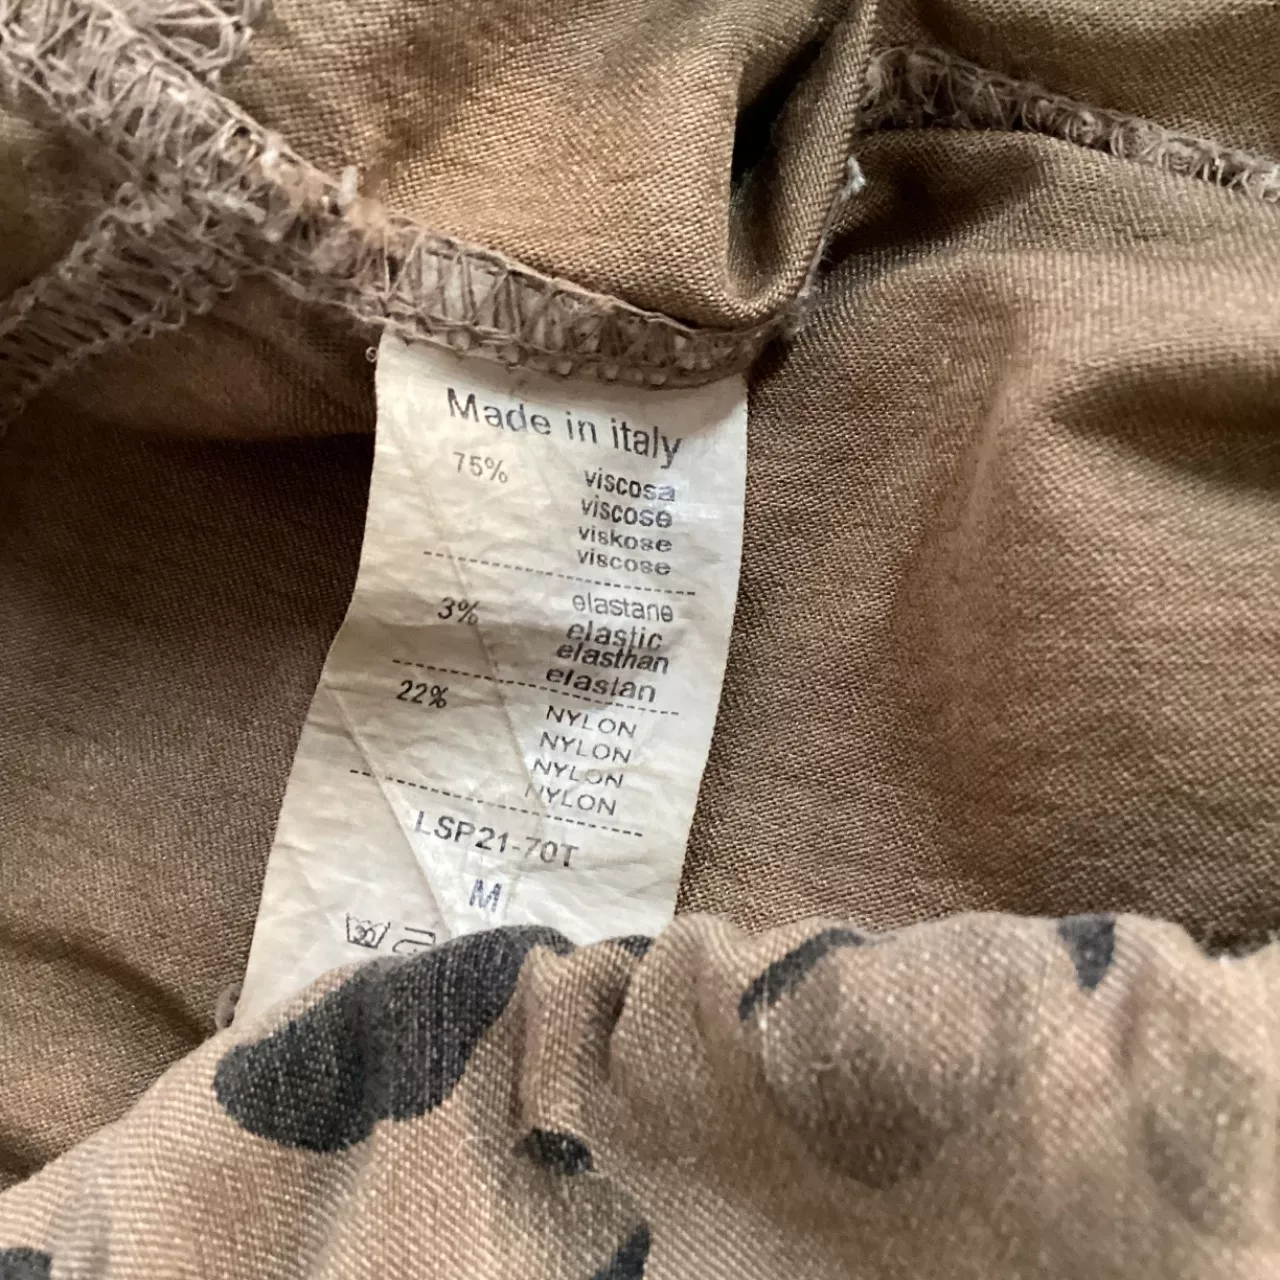 Made in italy
75% viscosa
viscose
viskose
viscose
3% elastane
elastic
elasthan
elastan
22% NYLON
NYLON
NYLON
NYLON
LSP21-70T
M
30